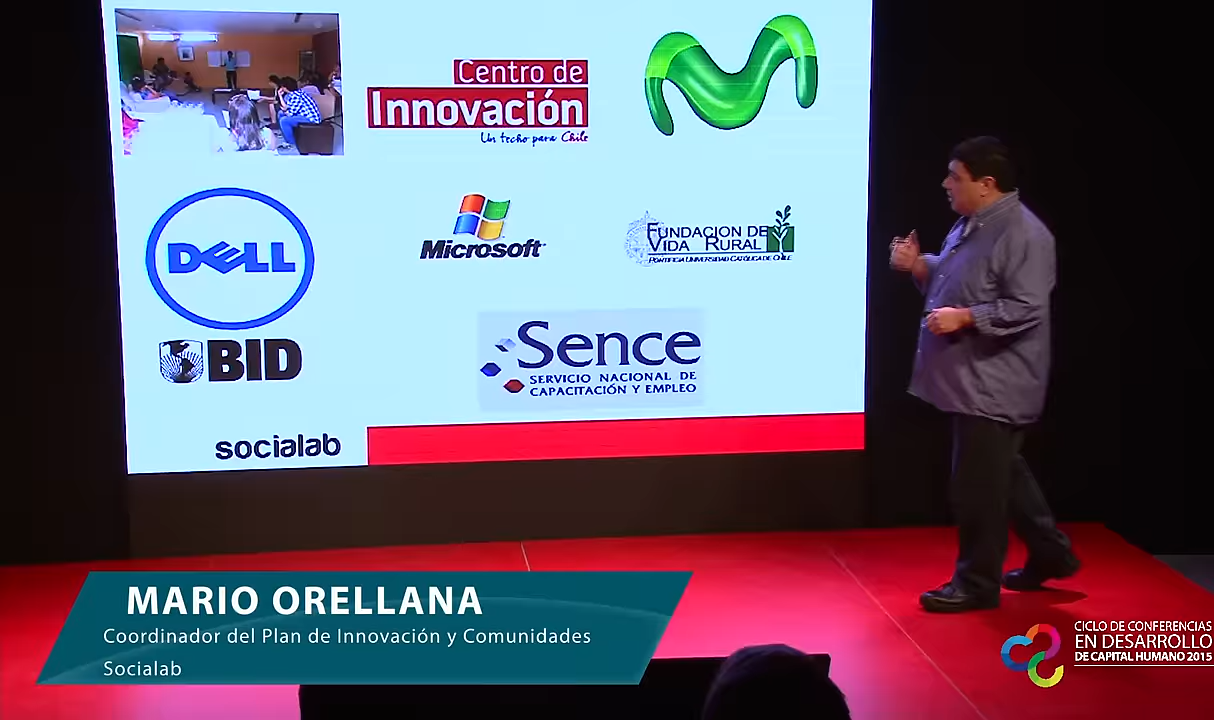 Centro de
Innovación
Un techo para Chile
DELL
Microsoft
FUNDACION DE
VIDA RURAL
PONTIFICIA UNIVERSIDAD CATÓLICA DE CHILE
BID
Sence
SERVICIO NACIONAL DE
CAPACITACIÓN Y EMPLEO
socialab
MARIO ORELLANA
Coordinador del Plan de Innovación y Comunidades
Socialab
CICLO DE CONFERENCIAS
EN DESARROLLO
DE CAPITAL HUMANO 2015